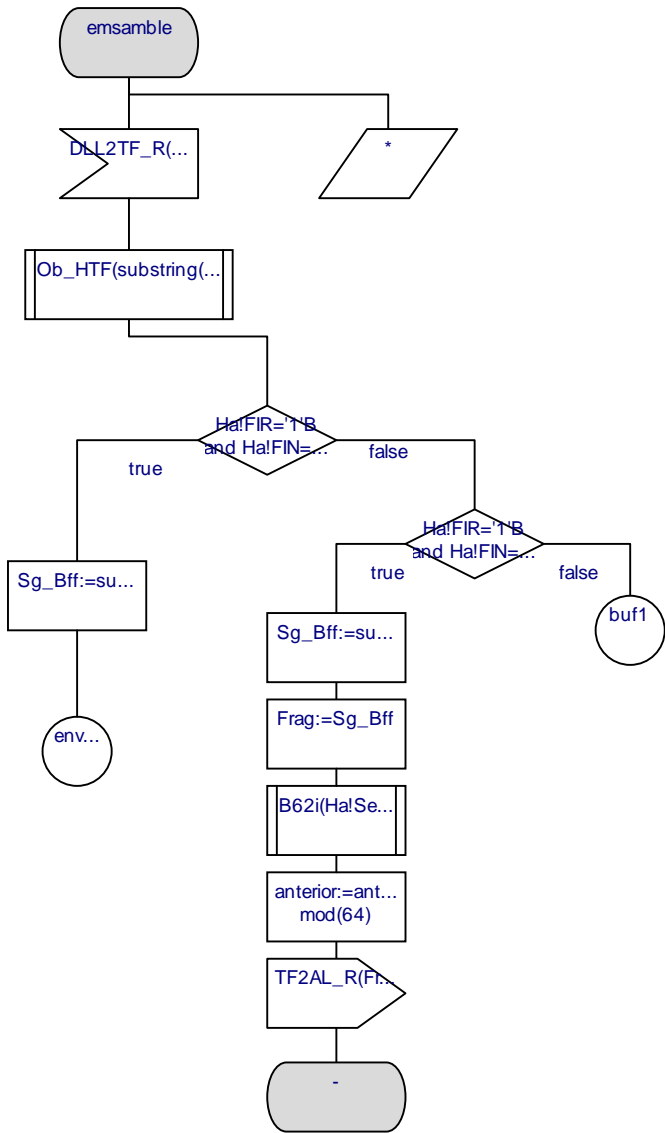 emsamble
DLL2TF_R(...
*
Ob_HTF(substring(...
Ha!FIR='1'B
and Ha!FIN=...
true
false
Ha!FIR='1'B
and Ha!FIN=...
true
false
Sg_Bff:=su...
buf1
Sg_Bff:=su...
env...
Frag:=Sg_Bff
B62i(Ha!Se...
anterior:=ant...
mod(64)
TF2AL_R(Fr...
-